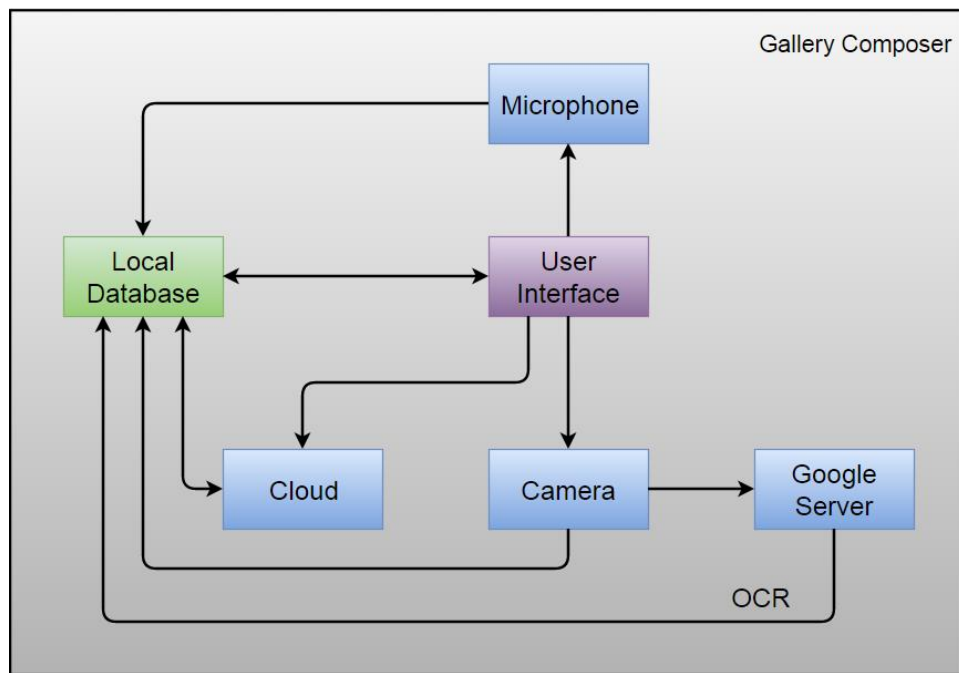 Gallery Composer
Microphone
Local
Database
User
Interface
Cloud
Camera
Google
Server
OCR